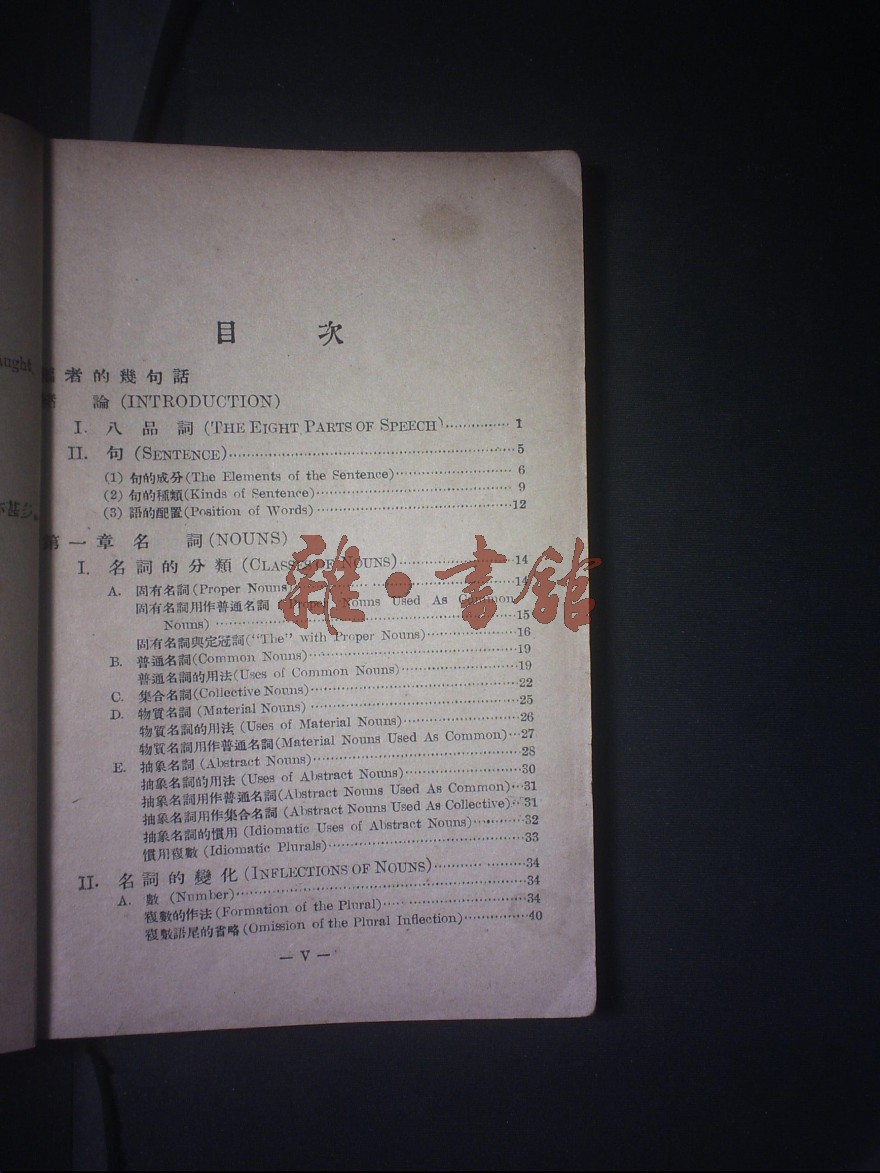 目 次
編者的幾句話
緒 論 (INTRODUCTION)
I. 八 品 詞 (THE EIGHT PARTS OF SPEECH) 1
II. 句 (SENTENCE) 5
(1) 句的成分 (The Elements of the Sentence) 6
(2) 句的種類 (Kinds of Sentence) 9
(3) 語的配置 (Position of Words) 12
第一章 名 詞 (NOUNS)
I. 名詞的分類 (CLASSES OF NOUNS) 14
A. 固有名詞 (Proper Nouns) 14
固有名詞用作普通名詞 (Proper Nouns Used As Common
Nouns) 15
固有名詞與定冠詞 ("The" with Proper Nouns) 16
B. 普通名詞 (Common Nouns) 19
普通名詞的用法 (Uses of Common Nouns) 19
C. 集合名詞 (Collective Nouns) 22
D. 物質名詞 (Material Nouns) 25
物質名詞的用法 (Uses of Material Nouns) 26
物質名詞用作普通名詞 (Material Nouns Used As Common) 27
E. 抽象名詞 (Abstract Nouns) 28
抽象名詞的用法 (Uses of Abstract Nouns) 30
抽象名詞用作普通名詞 (Abstract Nouns Used As Common) 31
抽象名詞用作集合名詞 (Abstract Nouns Used As Collective) 31
抽象名詞的慣用 (Idiomatic Uses of Abstract Nouns) 32
慣用複數 (Idiomatic Plurals) 33
II. 名詞的變化 (INFLECTIONS OF NOUNS) 34
A. 數 (Number) 34
複數的作法 (Formation of the Plural) 34
複數語尾的省略 (Omission of the Plural Inflection) 40
— V —
雜·書館